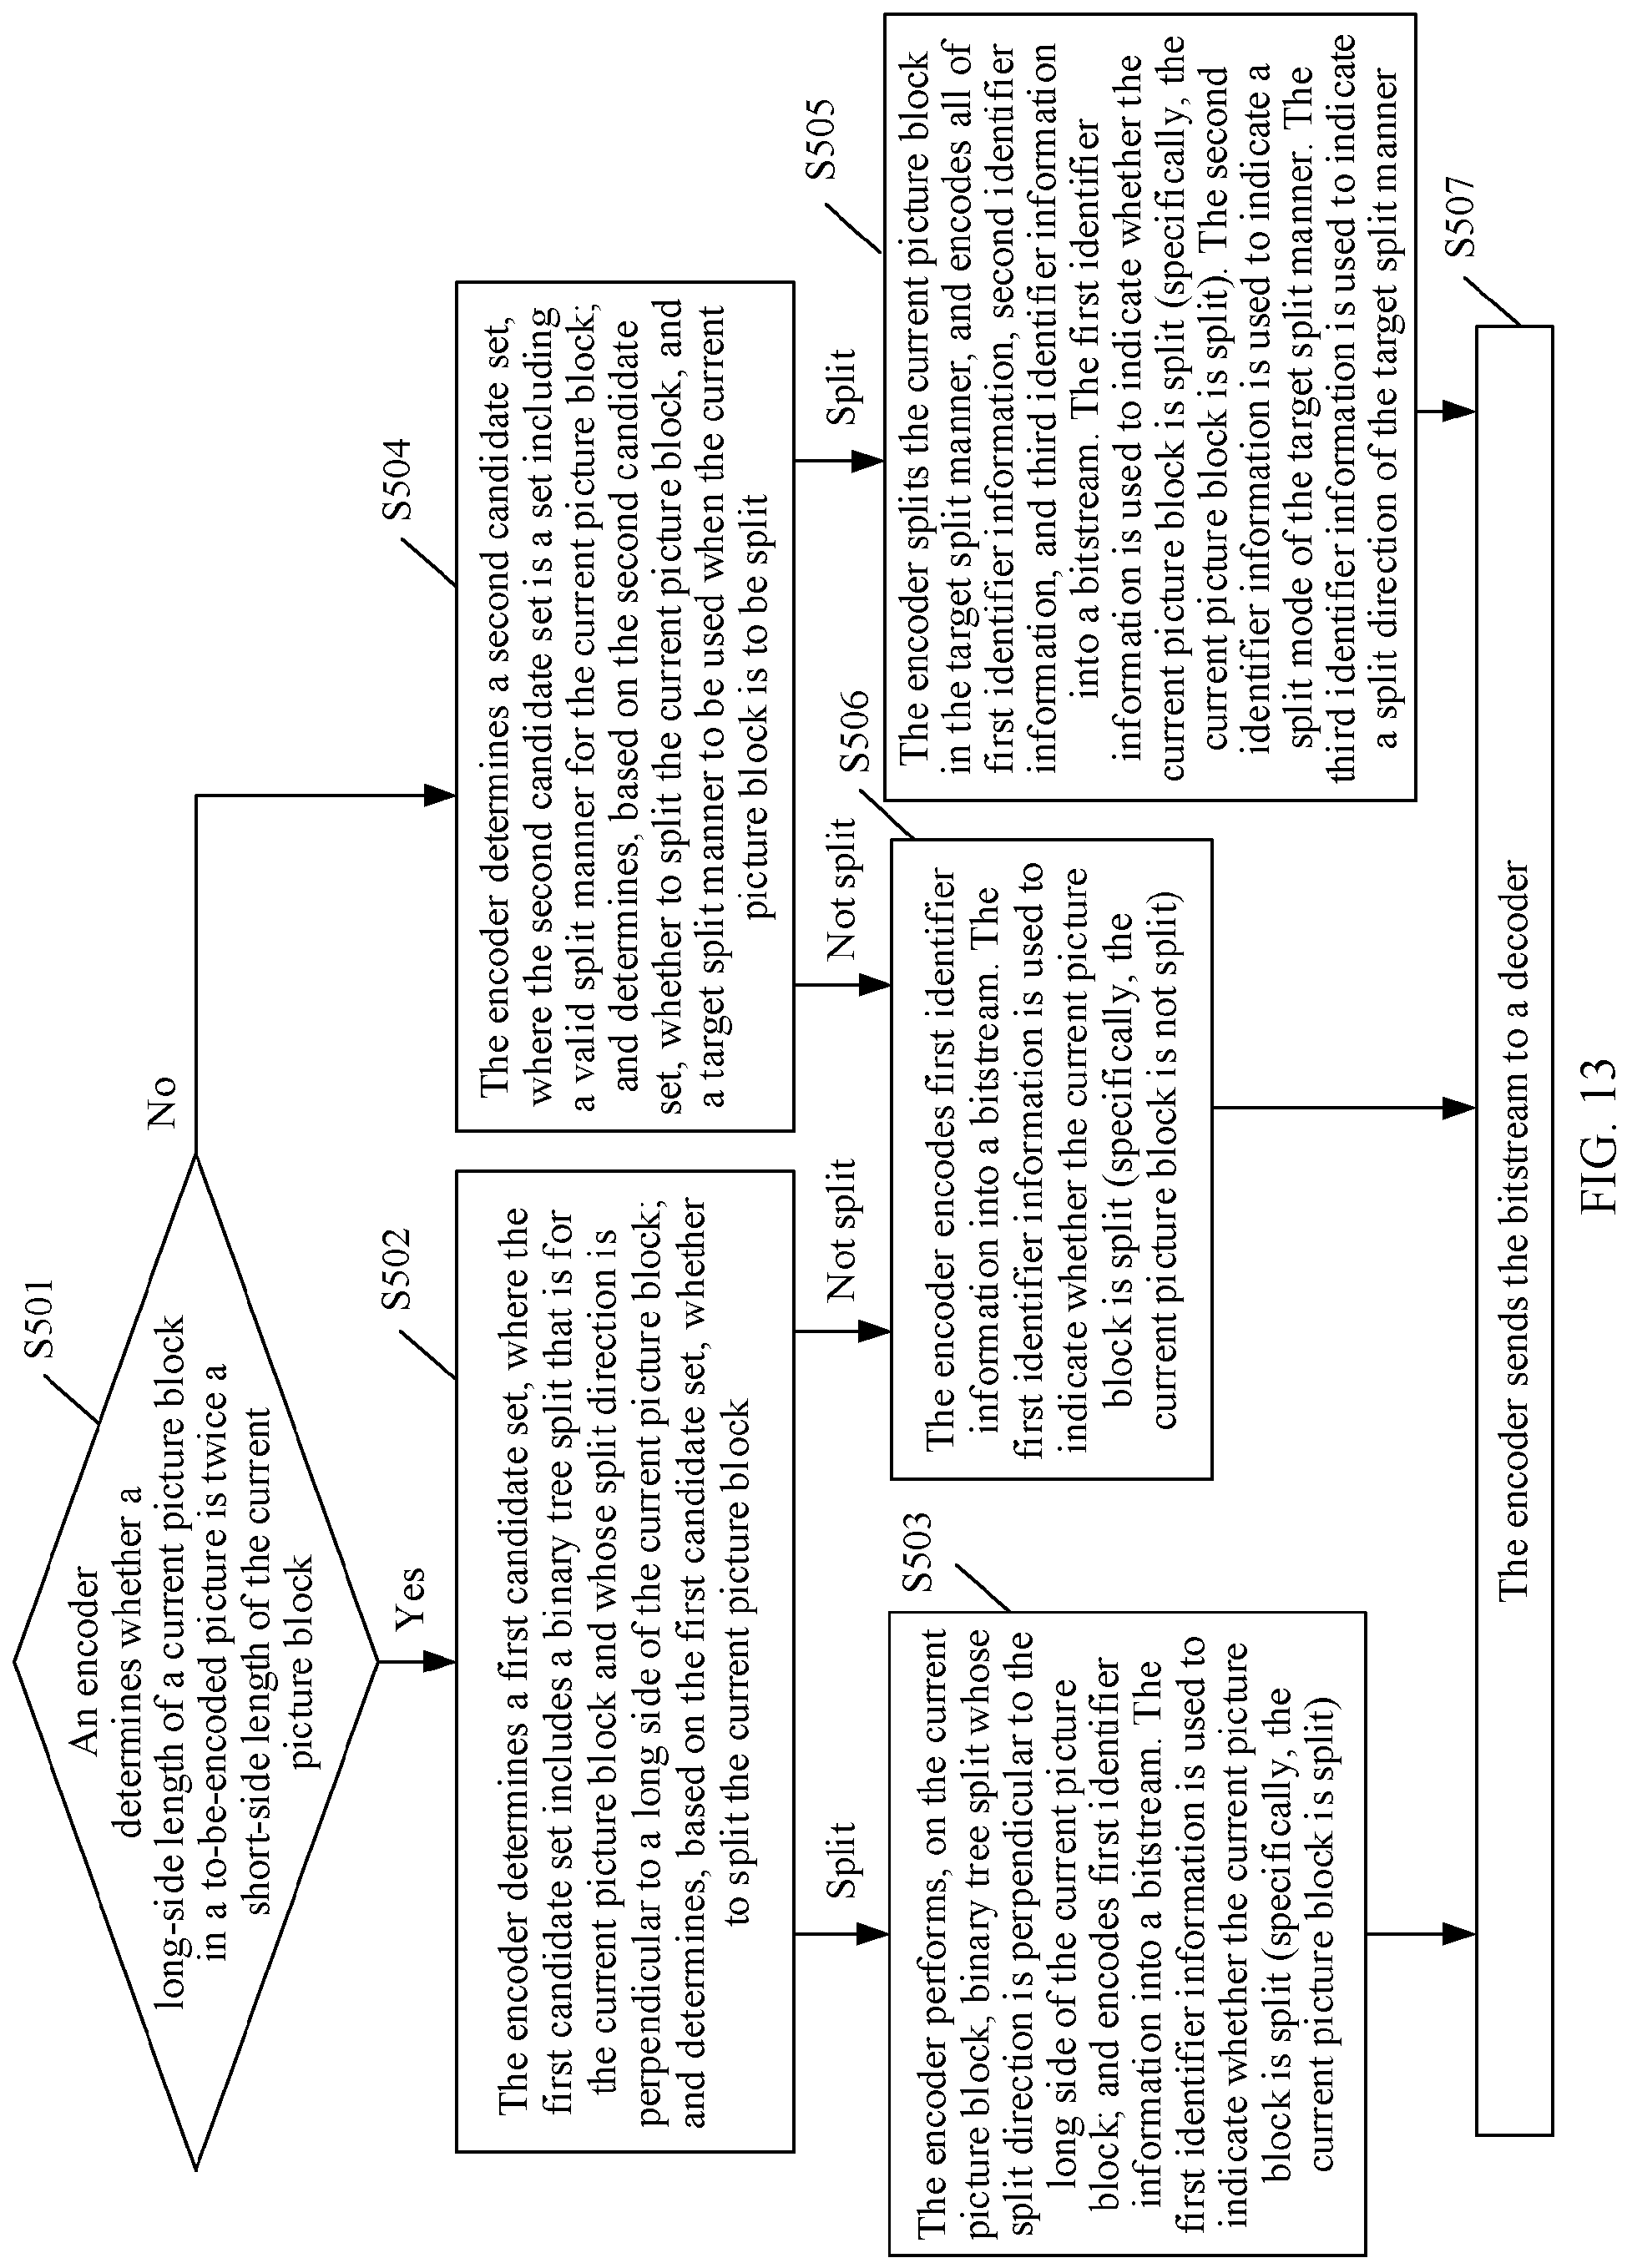 S501
An encoder
determines whether a
long-side length of a current picture block
in a to-be-encoded picture is twice a
short-side length of the current
picture block
Yes
No
S502
The encoder determines a first candidate set, where the
first candidate set includes a binary tree split that is for
the current picture block and whose split direction is
perpendicular to a long side of the current picture block;
and determines, based on the first candidate set, whether
to split the current picture block
S504
The encoder determines a second candidate set,
where the second candidate set is a set including
a valid split manner for the current picture block;
and determines, based on the second candidate
set, whether to split the current picture block, and
a target split manner to be used when the current
picture block is to be split
Split
Not split
Not split
Split
S503
The encoder performs, on the current
picture block, binary tree split whose
split direction is perpendicular to the
long side of the current picture
block; and encodes first identifier
information into a bitstream. The
first identifier information is used to
indicate whether the current picture
block is split (specifically, the
current picture block is split)
S506
The encoder encodes first identifier
information into a bitstream. The
first identifier information is used to
indicate whether the current picture
block is split (specifically, the
current picture block is not split)
S505
The encoder splits the current picture block
in the target split manner, and encodes all of
first identifier information, second identifier
information, and third identifier information
into a bitstream. The first identifier
information is used to indicate whether the
current picture block is split (specifically, the
current picture block is split). The second
identifier information is used to indicate a
split mode of the target split manner. The
third identifier information is used to indicate
a split direction of the target split manner
S507
The encoder sends the bitstream to a decoder
FIG. 13